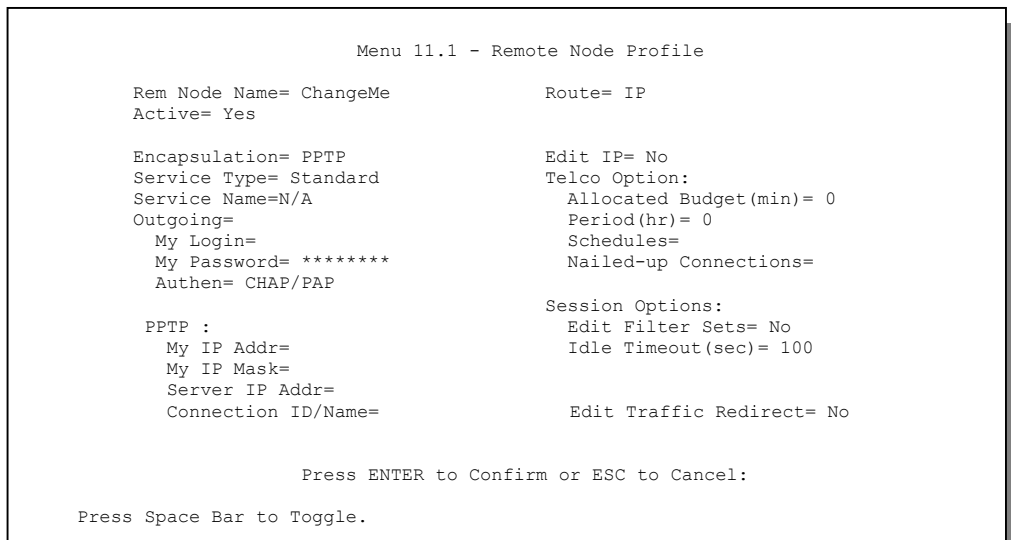 Menu 11.1 - Remote Node Profile
Rem Node Name= ChangeMe Route= IP
Active= Yes
Encapsulation= PPTP Edit IP= No
Service Type= Standard Telco Option:
Service Name=N/A Allocated Budget(min)= 0
Outgoing= Period(hr)= 0
My Login= Schedules=
My Password= ******** Nailed-up Connections=
Authen= CHAP/PAP
Session Options:
PPTP : Edit Filter Sets= No
My IP Addr= Idle Timeout(sec)= 100
My IP Mask=
Server IP Addr=
Connection ID/Name= Edit Traffic Redirect= No
Press ENTER to Confirm or ESC to Cancel:
Press Space Bar to Toggle.